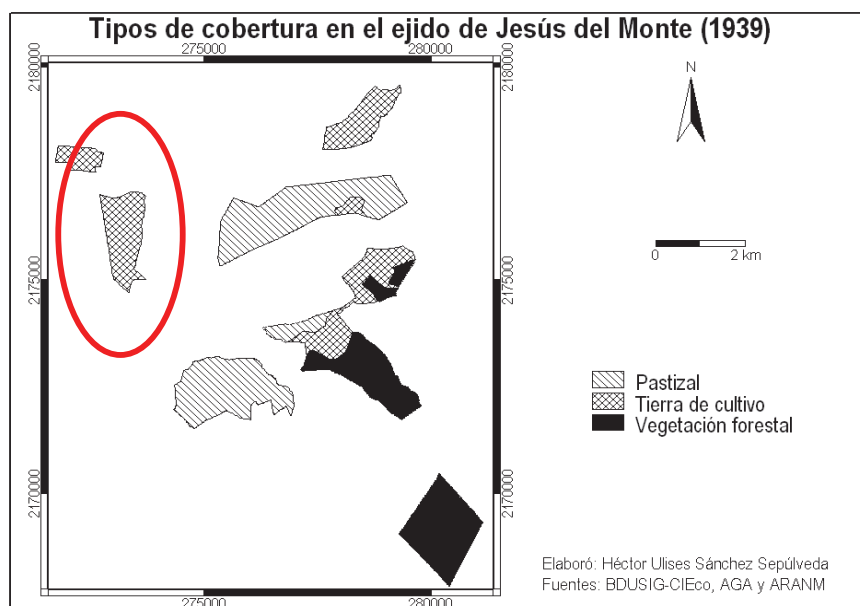 Tipos de cobertura en el ejido de Jesús del Monte (1939)
275000
280000
2180000
2180000
N
0
2 km
2175000
2175000
Pastizal
Tierra de cultivo
Vegetación forestal
2170000
2170000
Elaboró: Héctor Ulises Sánchez Sepúlveda
Fuentes: BDUSIG-CIEco, AGA y ARANM
275000
280000